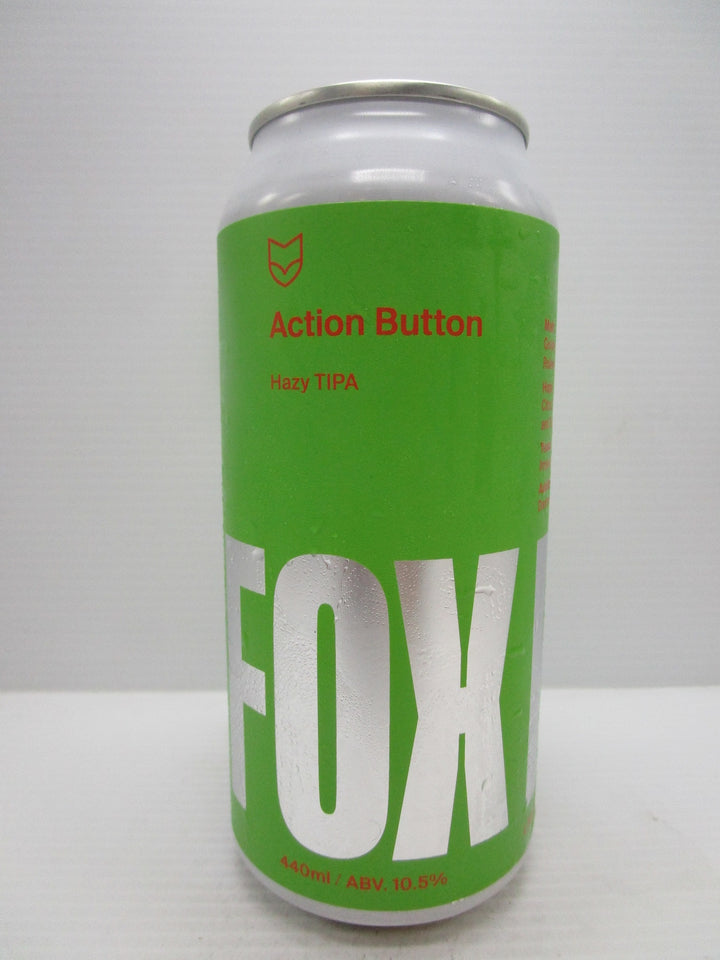 Action Button
Hazy TIPA
FOX
440ml / ABV. 10.5%